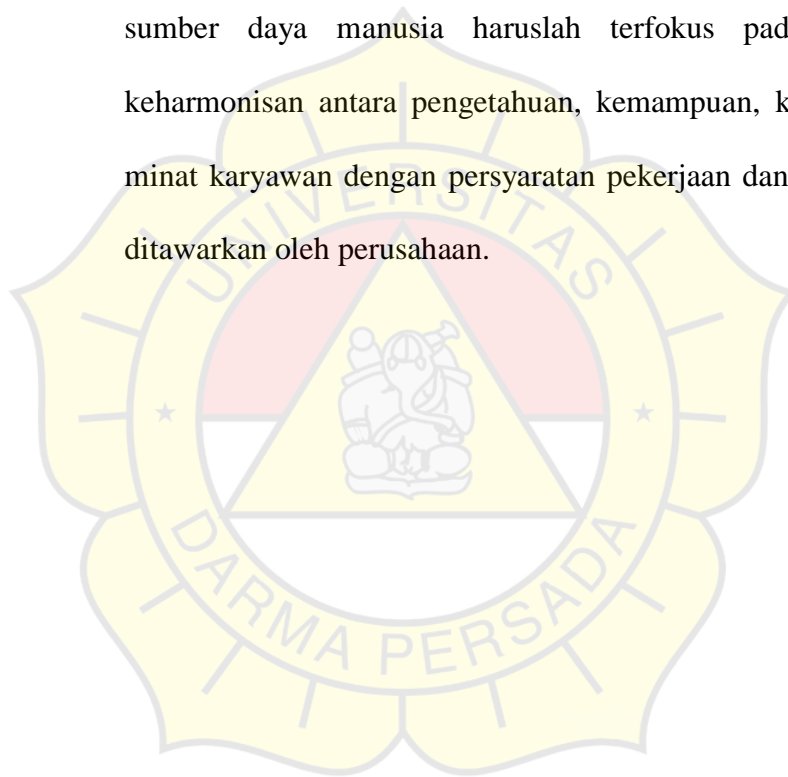 sumber daya manusia haruslah terfokus pad
keharmonisan antara pengetahuan, kemampuan, k
minat karyawan dengan persyaratan pekerjaan dan
ditawarkan oleh perusahaan.
UNIVERSITAS
DARMA PERSADA